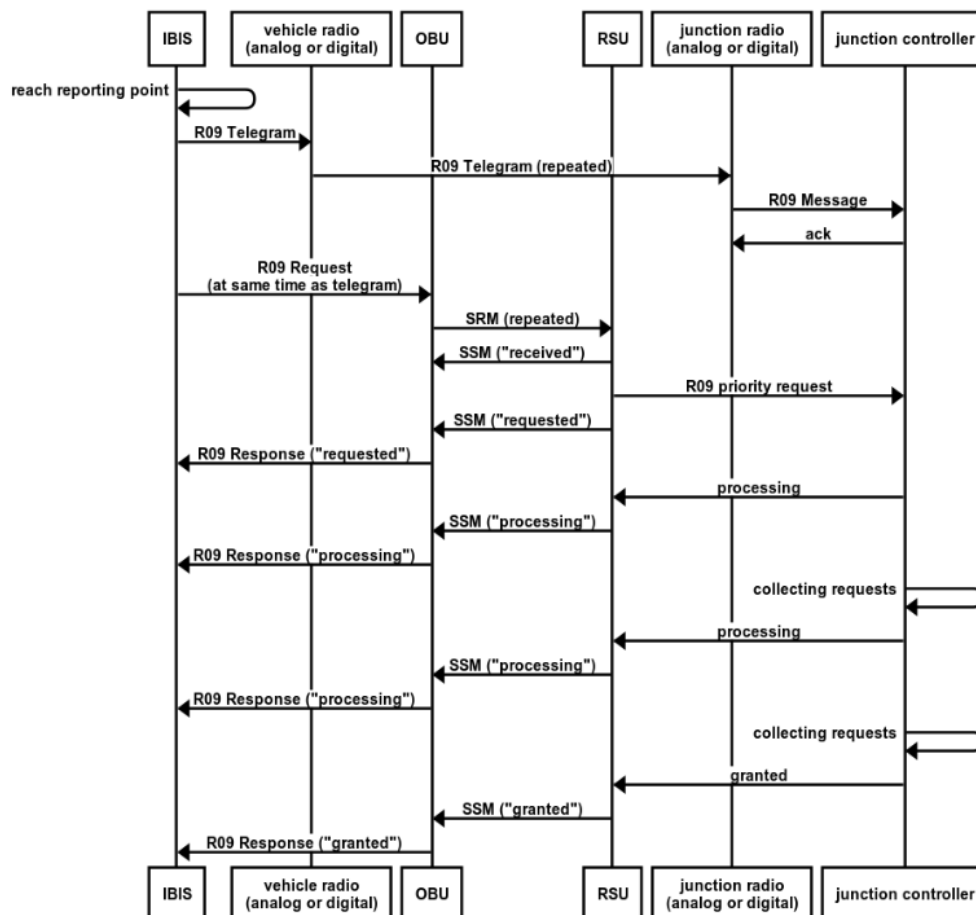 IBIS
vehicle radio
(analog or digital)
OBU
RSU
junction radio
(analog or digital)
junction controller
reach reporting point
R09 Telegram
R09 Telegram (repeated)
R09 Message
ack
R09 Request
(at same time as telegram)
SRM (repeated)
SSM ("received")
R09 priority request
SSM ("requested")
R09 Response ("requested")
processing
SSM ("processing")
R09 Response ("processing")
collecting requests
processing
SSM ("processing")
R09 Response ("processing")
collecting requests
granted
SSM ("granted")
R09 Response ("granted")
IBIS
vehicle radio
(analog or digital)
OBU
RSU
junction radio
(analog or digital)
junction controller